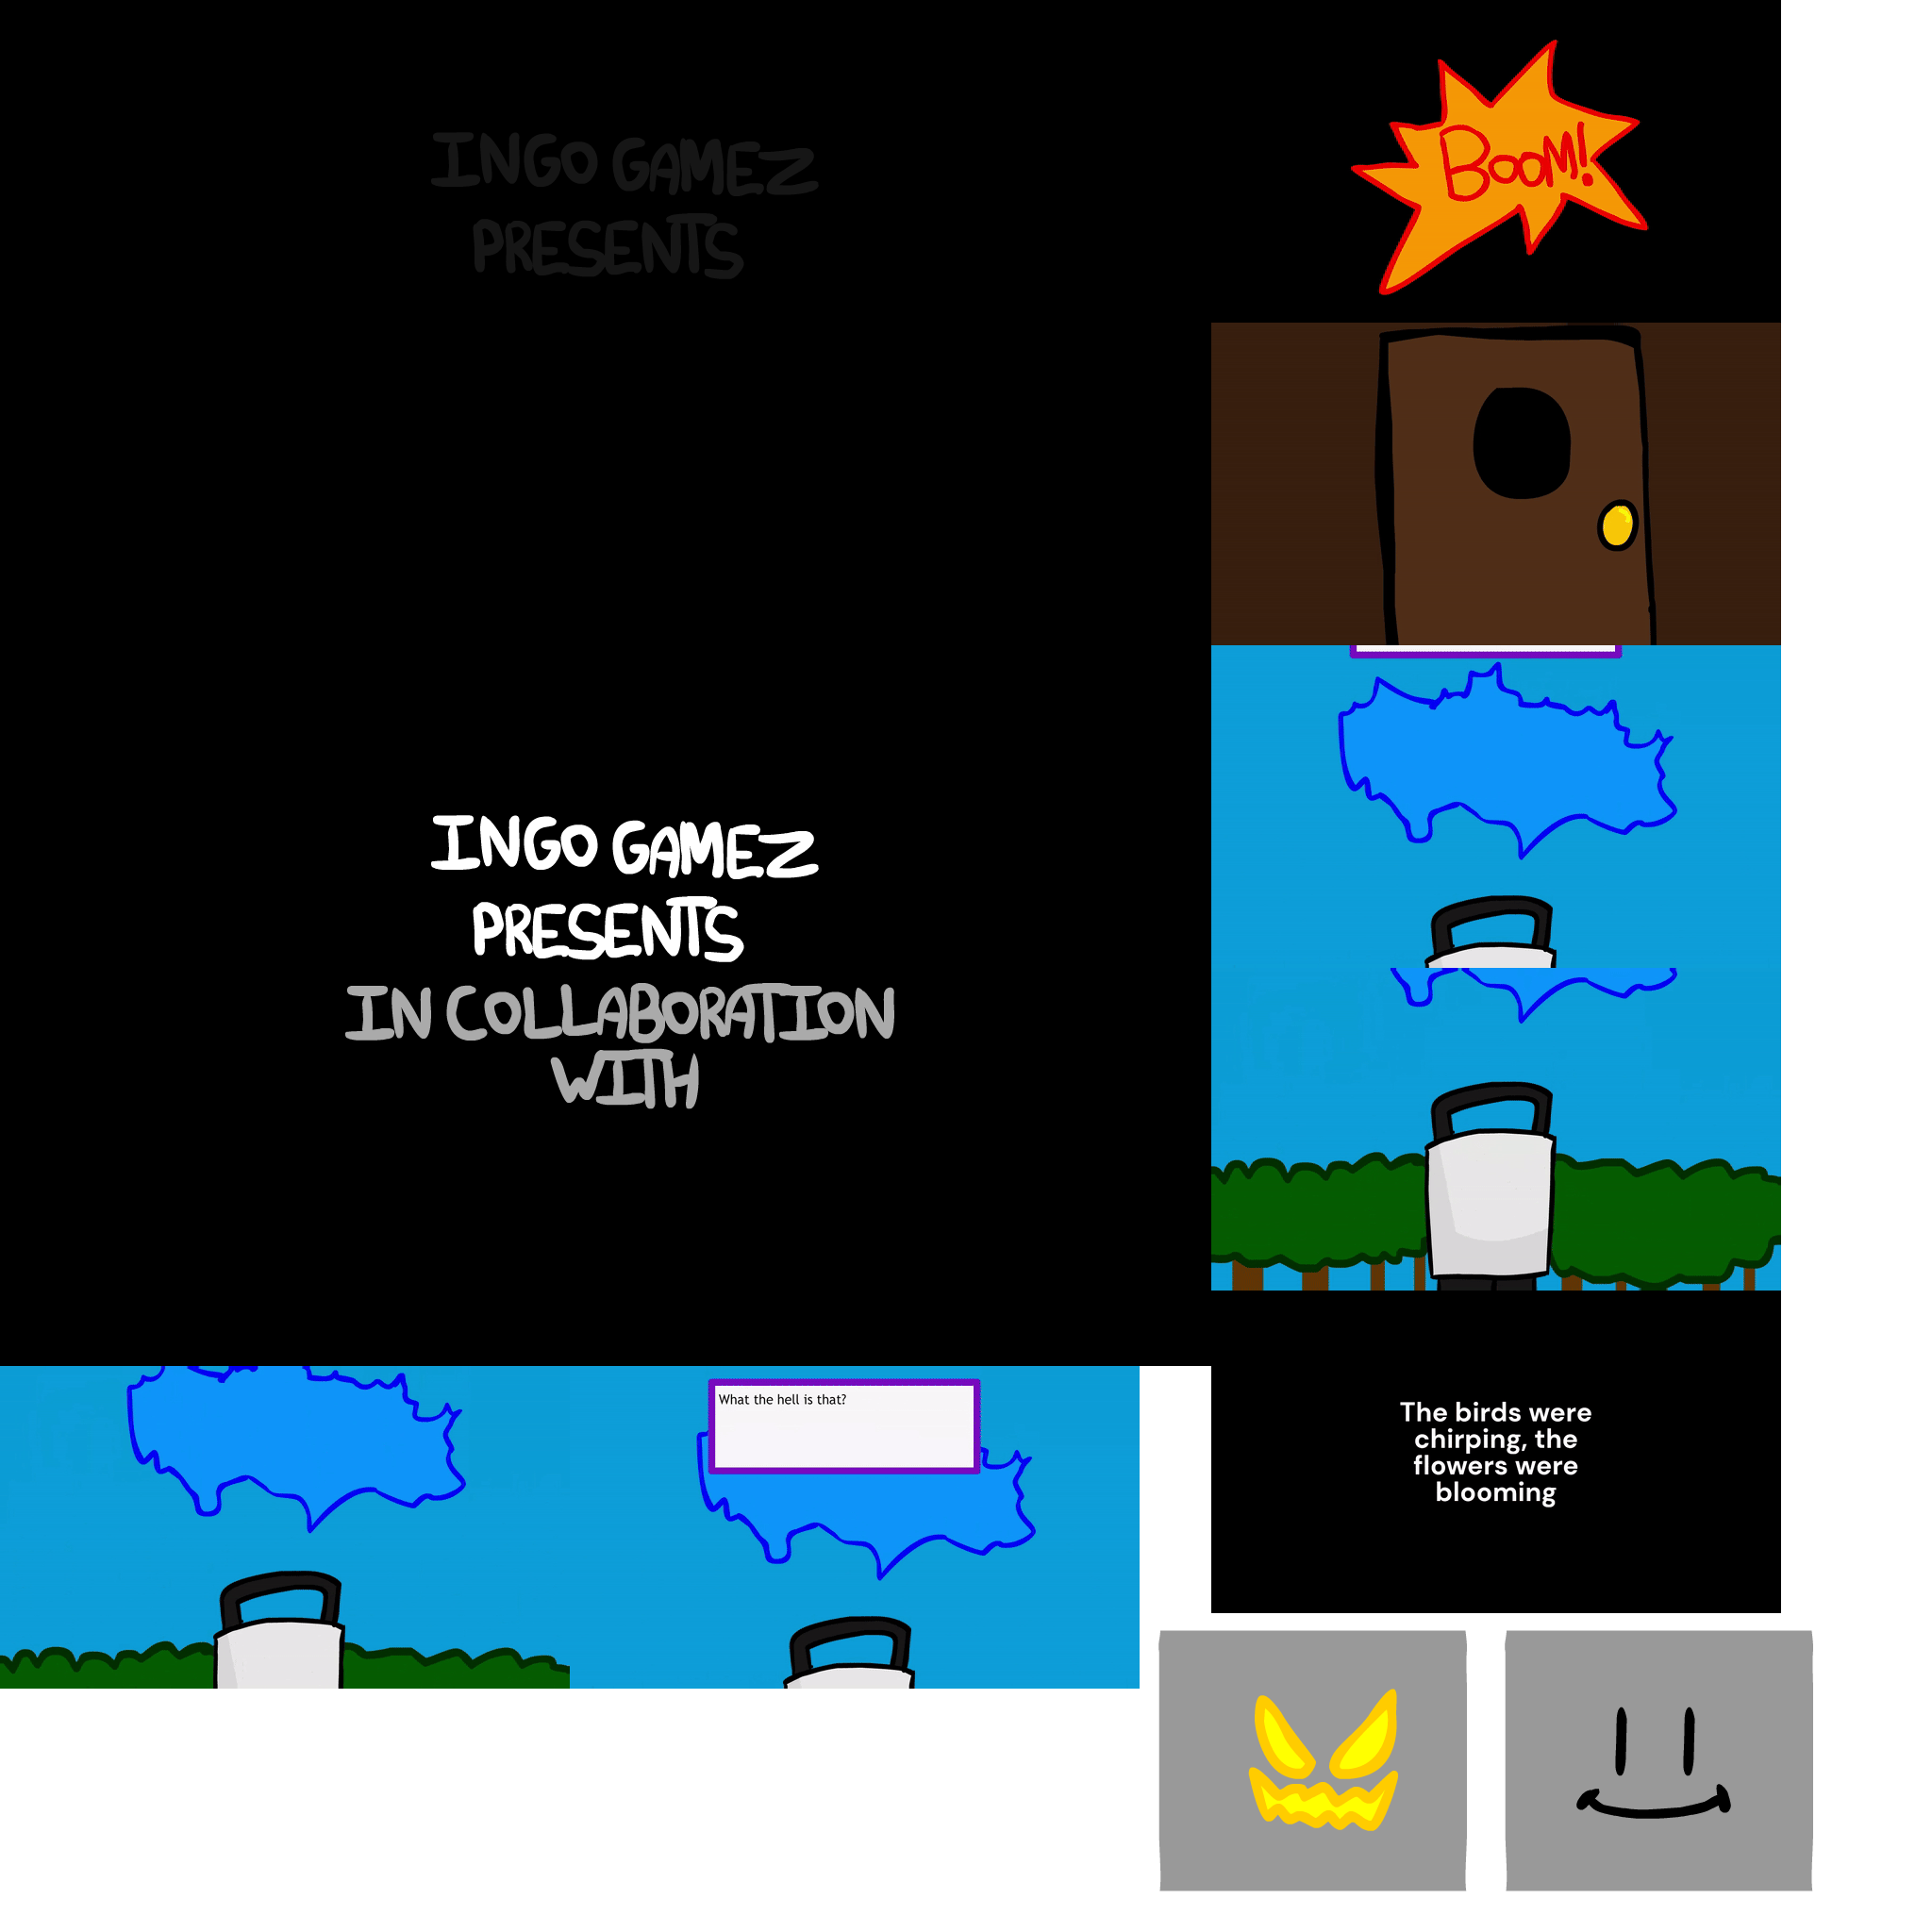 INGO GAMEZ
PRESENTS
BOOM!
INGO GAMEZ
PRESENTS
IN COLLABORATION
WITH
What the hell is that?
The birds were
chirping, the
flowers were
blooming